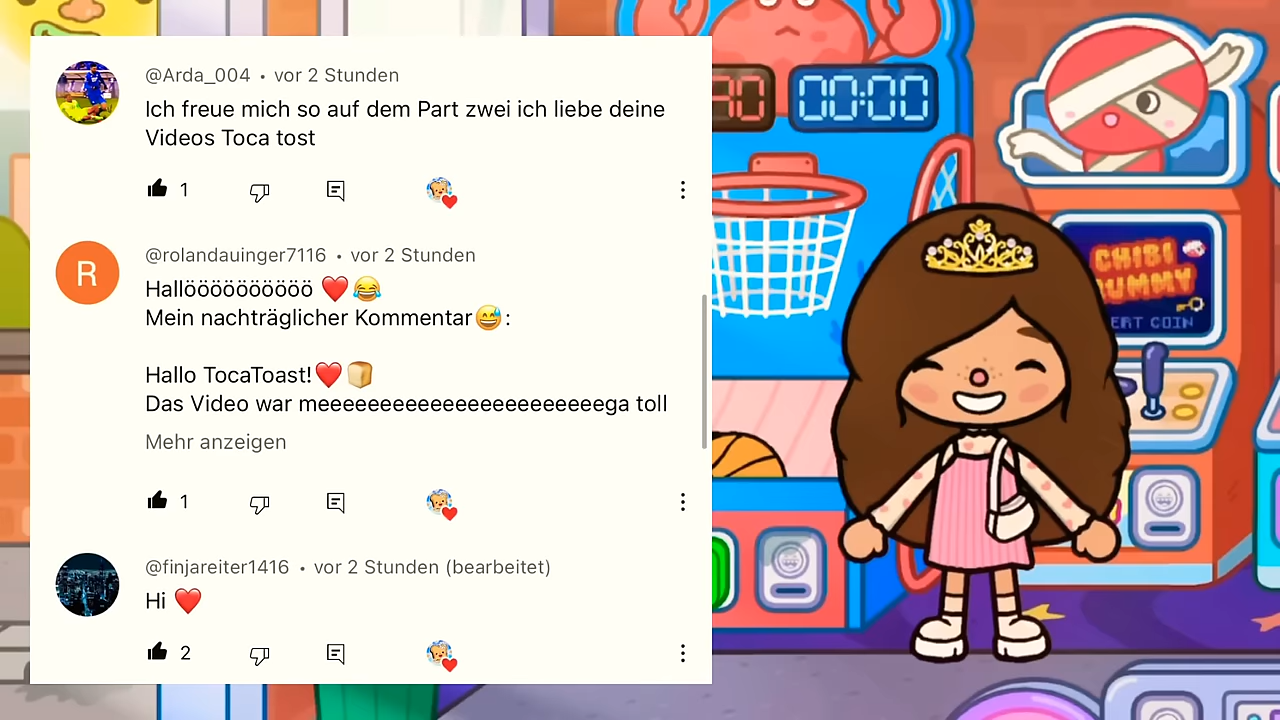 @Arda_004 • vor 2 Stunden
Ich freue mich so auf dem Part zwei ich liebe deine
Videos Toca tost
1
R
@rolandauinger7116 • vor 2 Stunden
Hallöööööööööö ❤️😂
Mein nachträglicher Kommentar😅:
Hallo TocaToast!❤️🍞
Das Video war meeeeeeeeeeeeeeeeeeeeeeeega toll
Mehr anzeigen
1
@finjareiter1416 • vor 2 Stunden (bearbeitet)
Hi ❤️
2
00:00
CHIBI
COIN